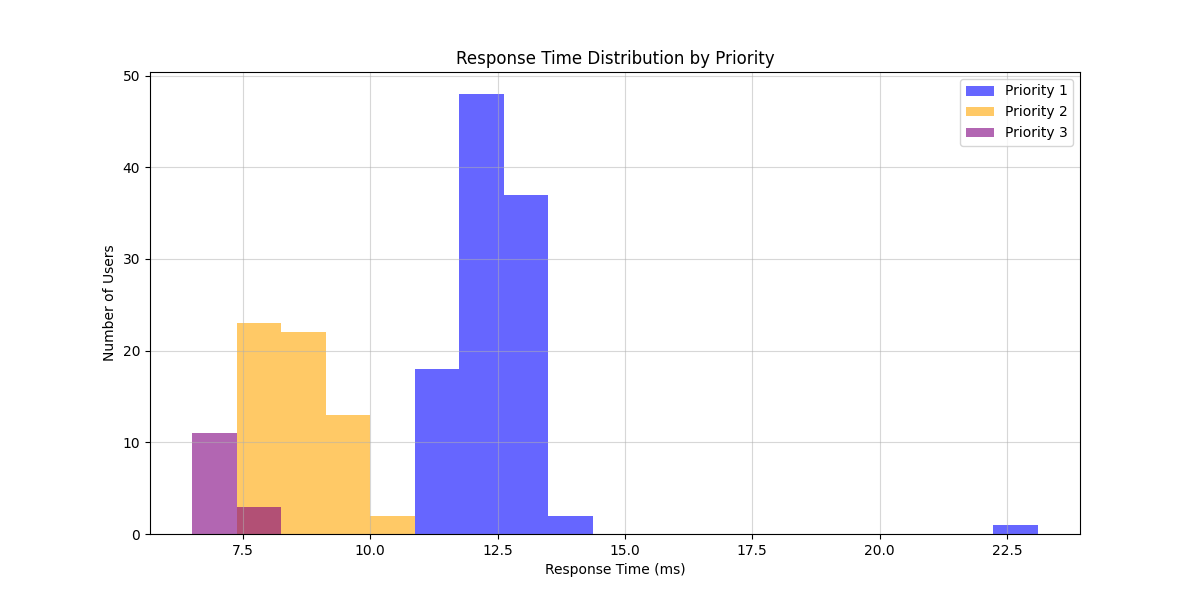 Response Time Distribution by Priority
50
40
30
20
10
0
Number of Users
Priority 1
Priority 2
Priority 3
7.5 10.0 12.5 15.0 17.5 20.0 22.5
Response Time (ms)